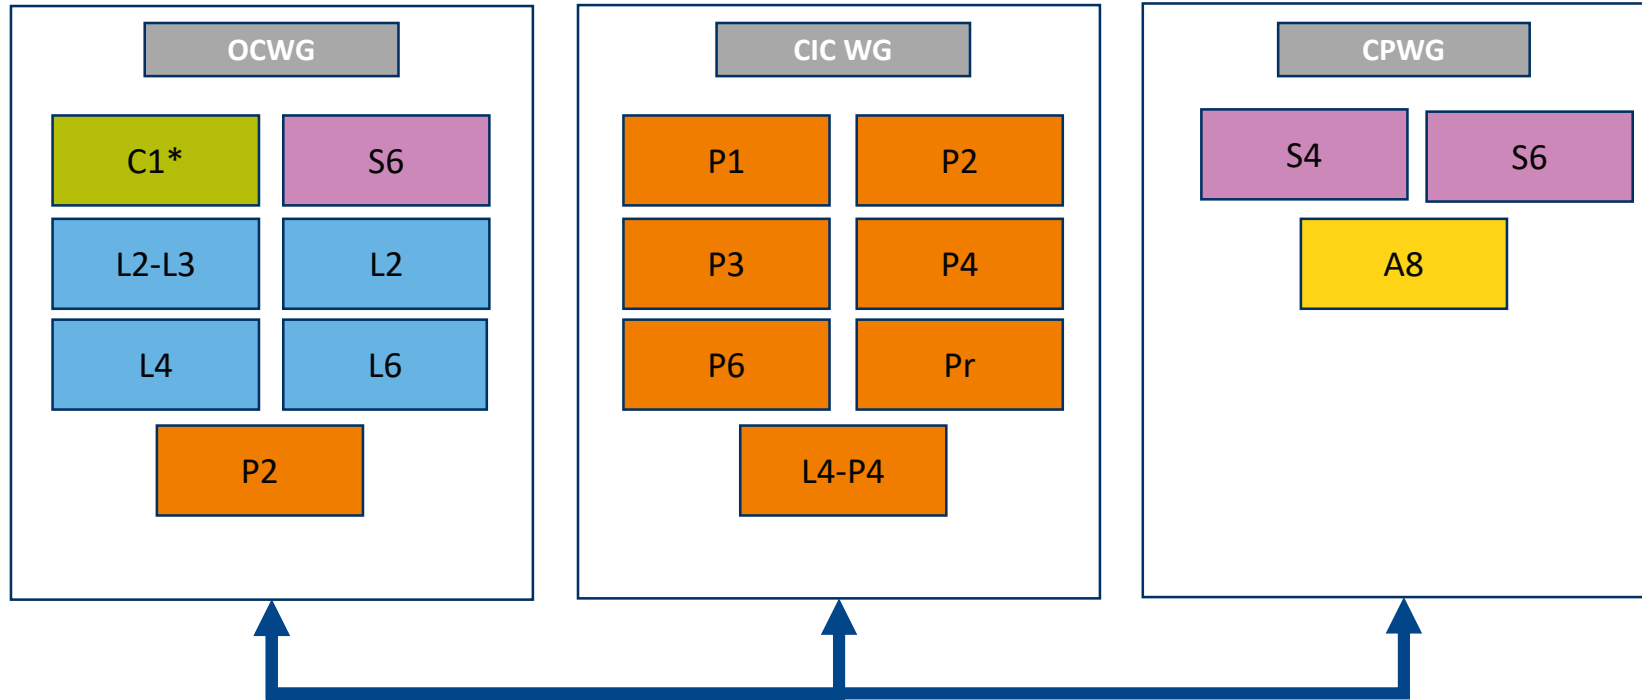 OCWG
C1*
S6
L2-L3
L2
L4
L6
P2
CIC WG
P1
P2
P3
P4
P6
Pr
L4-P4
CPWG
S4
S6
A8